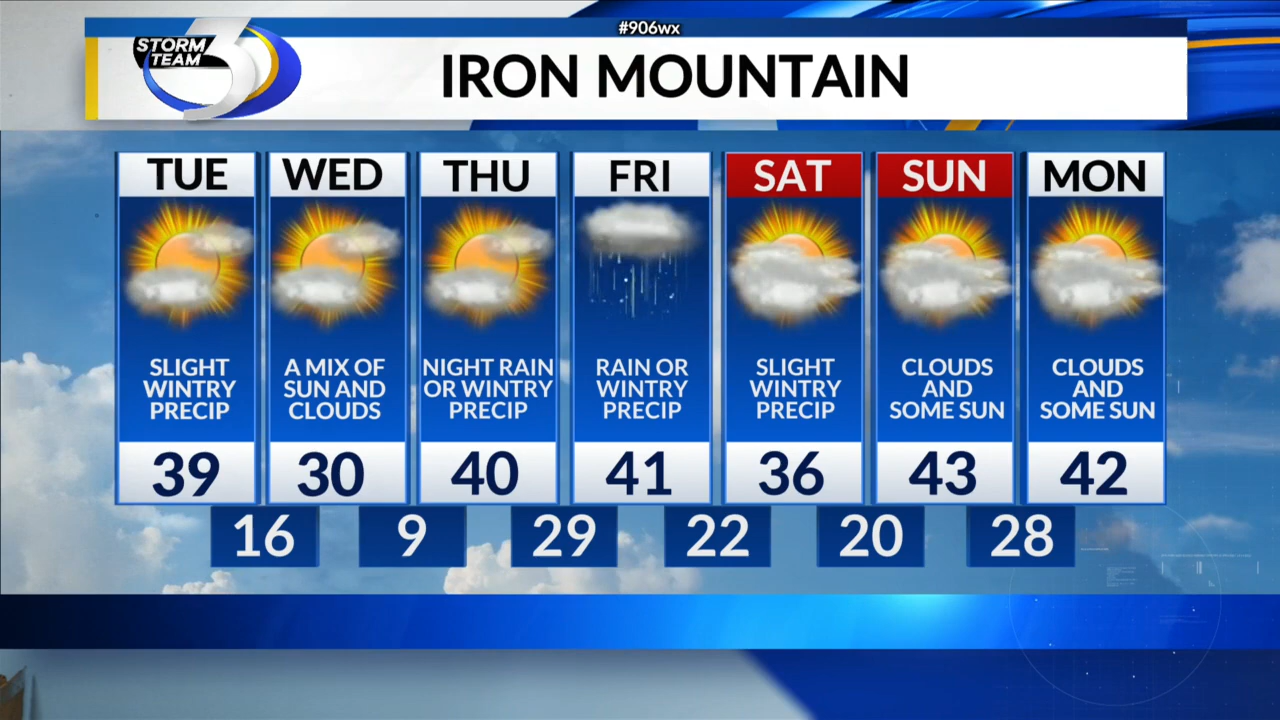 #906wx
STORM
TEAM
3
IRON MOUNTAIN
TUE
WED
THU
FRI
SAT
SUN
MON
SLIGHT
WINTRY
PRECIP
A MIX OF
SUN AND
CLOUDS
NIGHT RAIN
OR WINTRY
PRECIP
RAIN OR
WINTRY
PRECIP
SLIGHT
WINTRY
PRECIP
CLOUDS
AND
SOME SUN
CLOUDS
AND
SOME SUN
39
30
40
41
36
43
42
16
9
29
22
20
28